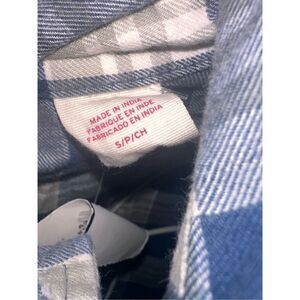 MADE IN INDIA
FABRIQUE EN INDE
FABRICADO EN INDIA
S/P/CH